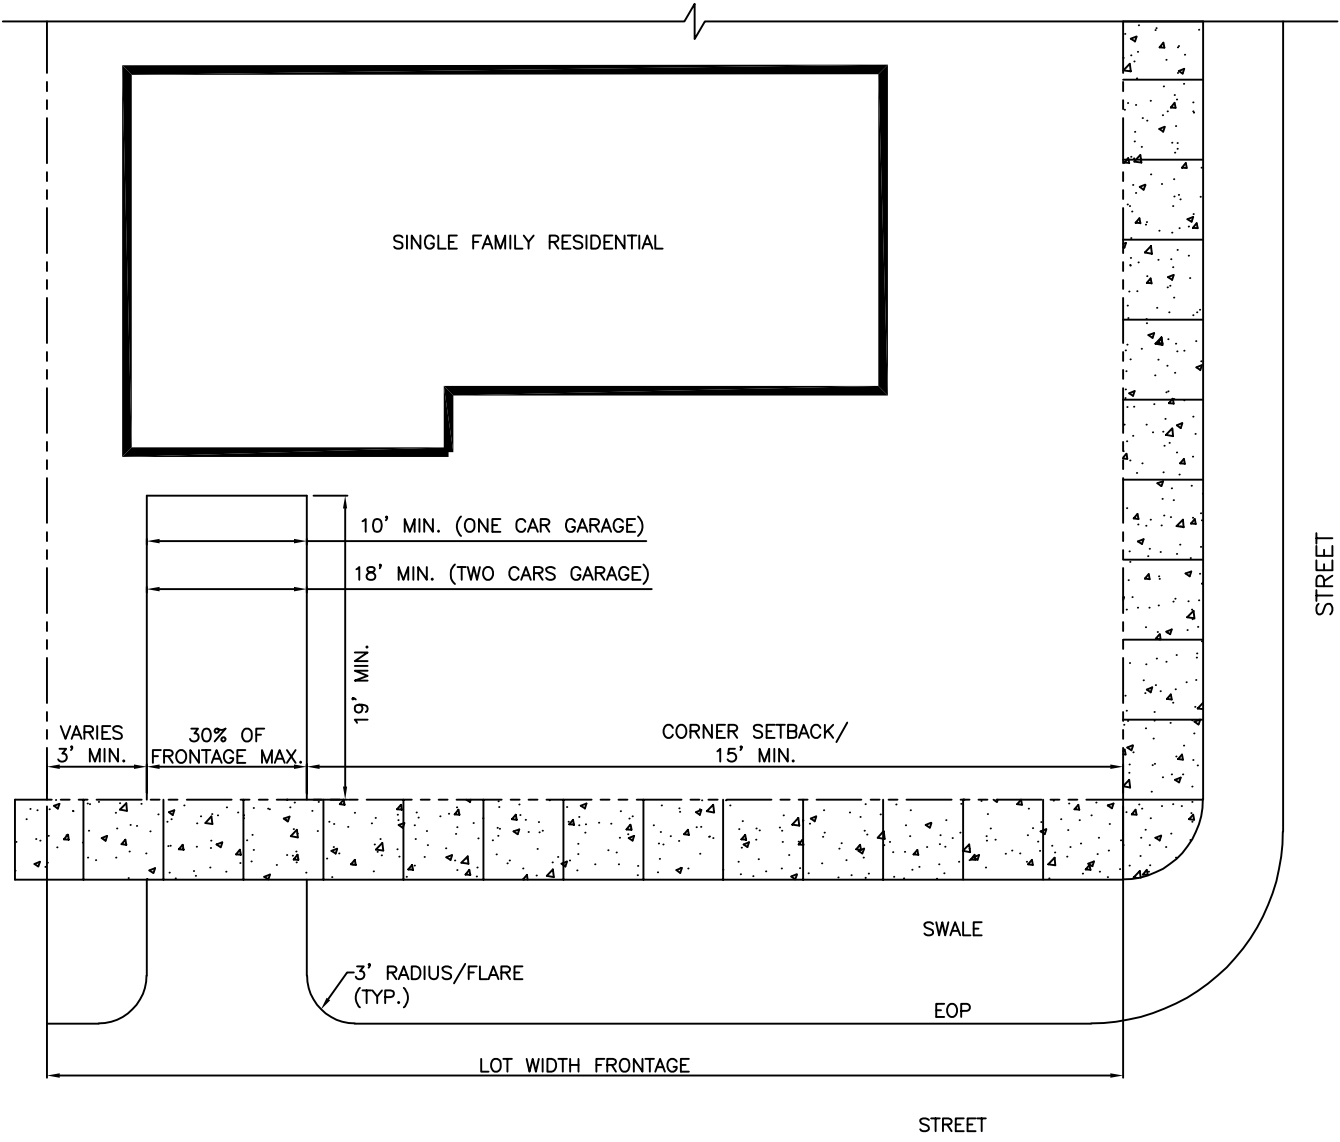 SINGLE FAMILY RESIDENTIAL
10' MIN. (ONE CAR GARAGE)
18' MIN. (TWO CARS GARAGE)
19' MIN.
STREET
VARIES
3' MIN.
30% OF
FRONTAGE MAX.
CORNER SETBACK/
15' MIN.
SWALE
3' RADIUS/FLARE
(TYP.)
EOP
LOT WIDTH FRONTAGE
STREET